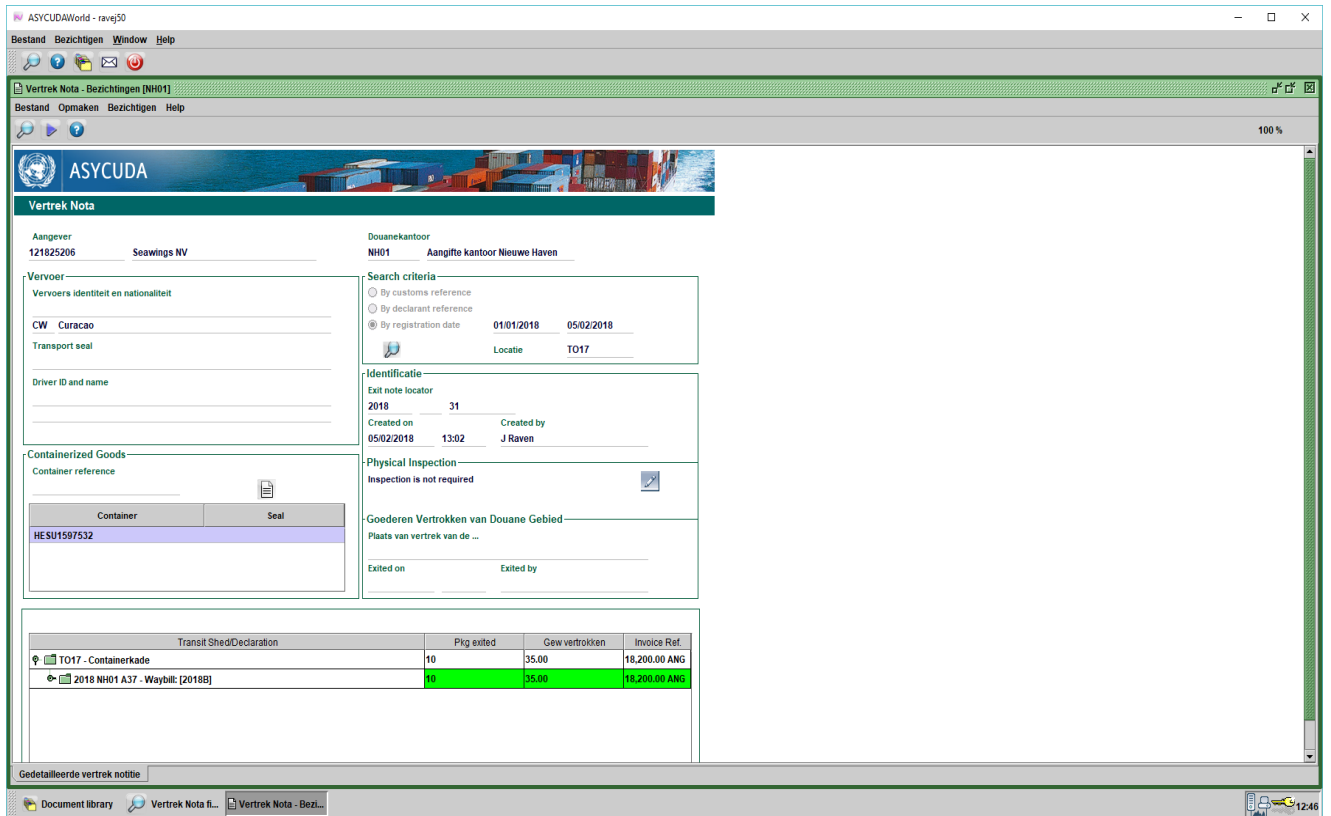 ASYCUDAWorld - ravej50
Bestand Bezichtigen Window Help
Vertrek Nota - Bezichtingen [NH01]
Bestand Opmaken Bezichtigen Help
100 %
ASYCUDA
Vertrek Nota
Aangever
121825206 Seawings NV
Douanekantoor
NH01 Aangifte kantoor Nieuwe Haven
Vervoer
Vervoers identiteit en nationaliteit
CW Curacao
Transport seal
Driver ID and name
Search criteria
By customs reference
By declarant reference
By registration date 01/01/2018 05/02/2018
Locatie TO17
Identificatie
Exit note locator
2018 31
Created on Created by
05/02/2018 13:02 J Raven
Containerized Goods
Container reference
Container Seal
HESU1597532
Physical Inspection
Inspection is not required
Goederen Vertrokken van Douane Gebied
Plaats van vertrek van de ...
Exited on Exited by
Transit Shed/Declaration Pkg exited Gew vertrokken Invoice Ref.
TO17 - Containerkade 10 35.00 18,200.00 ANG
2018 NH01 A37 - Waybill: [2018B] 10 35.00 18,200.00 ANG
Gedetailleerde vertrek notitie
Document library Vertrek Nota fi... Vertrek Nota - Bezi... 12:46